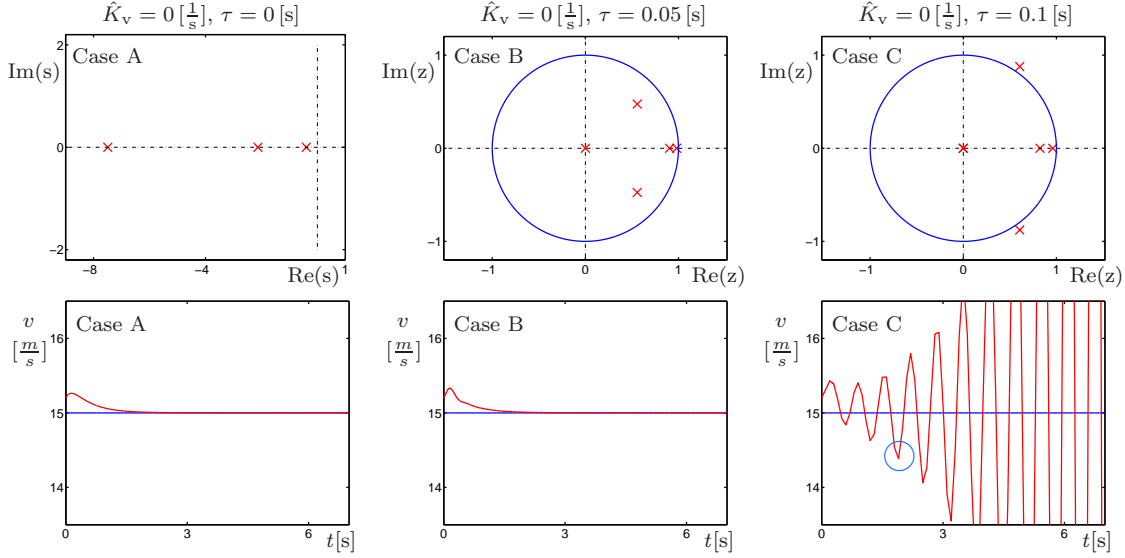 K̂v = 0 [1/s], τ = 0 [s]
K̂v = 0 [1/s], τ = 0.05 [s]
K̂v = 0 [1/s], τ = 0.1 [s]
2
Case A
Im(s)
0
−2
−8
−4
1
Re(s)
1
Case B
Im(z)
0
−1
−1
0
1
Re(z)
1
Case C
Im(z)
0
−1
−1
0
1
Re(z)
v
[m/s]
16
15
14
Case A
0
3
6
t[s]
v
[m/s]
16
15
14
Case B
0
3
6
t[s]
v
[m/s]
16
15
14
Case C
0
3
6
t[s]